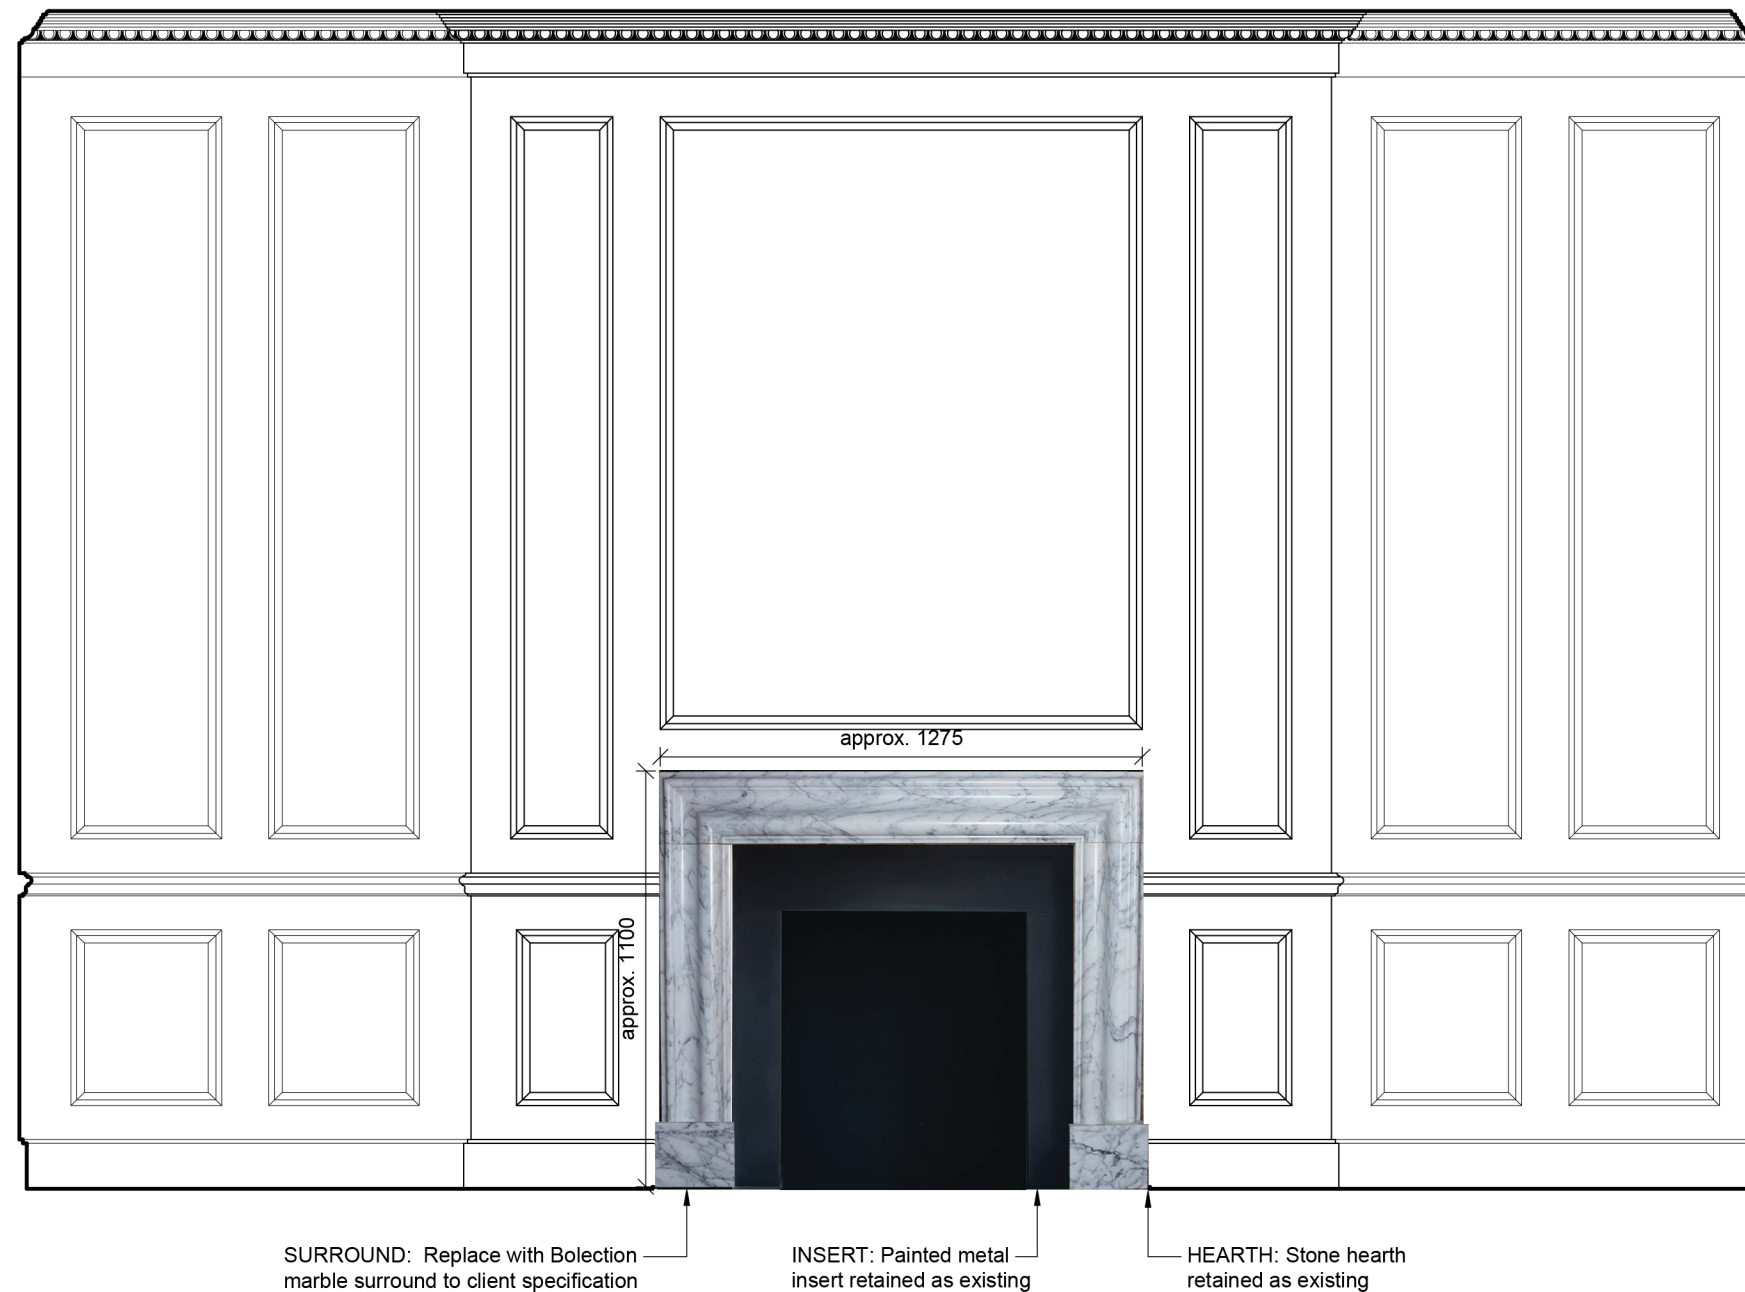 approx. 1275
approx. 1100
SURROUND: Replace with Bolection
marble surround to client specification
INSERT: Painted metal
insert retained as existing
HEARTH: Stone hearth
retained as existing